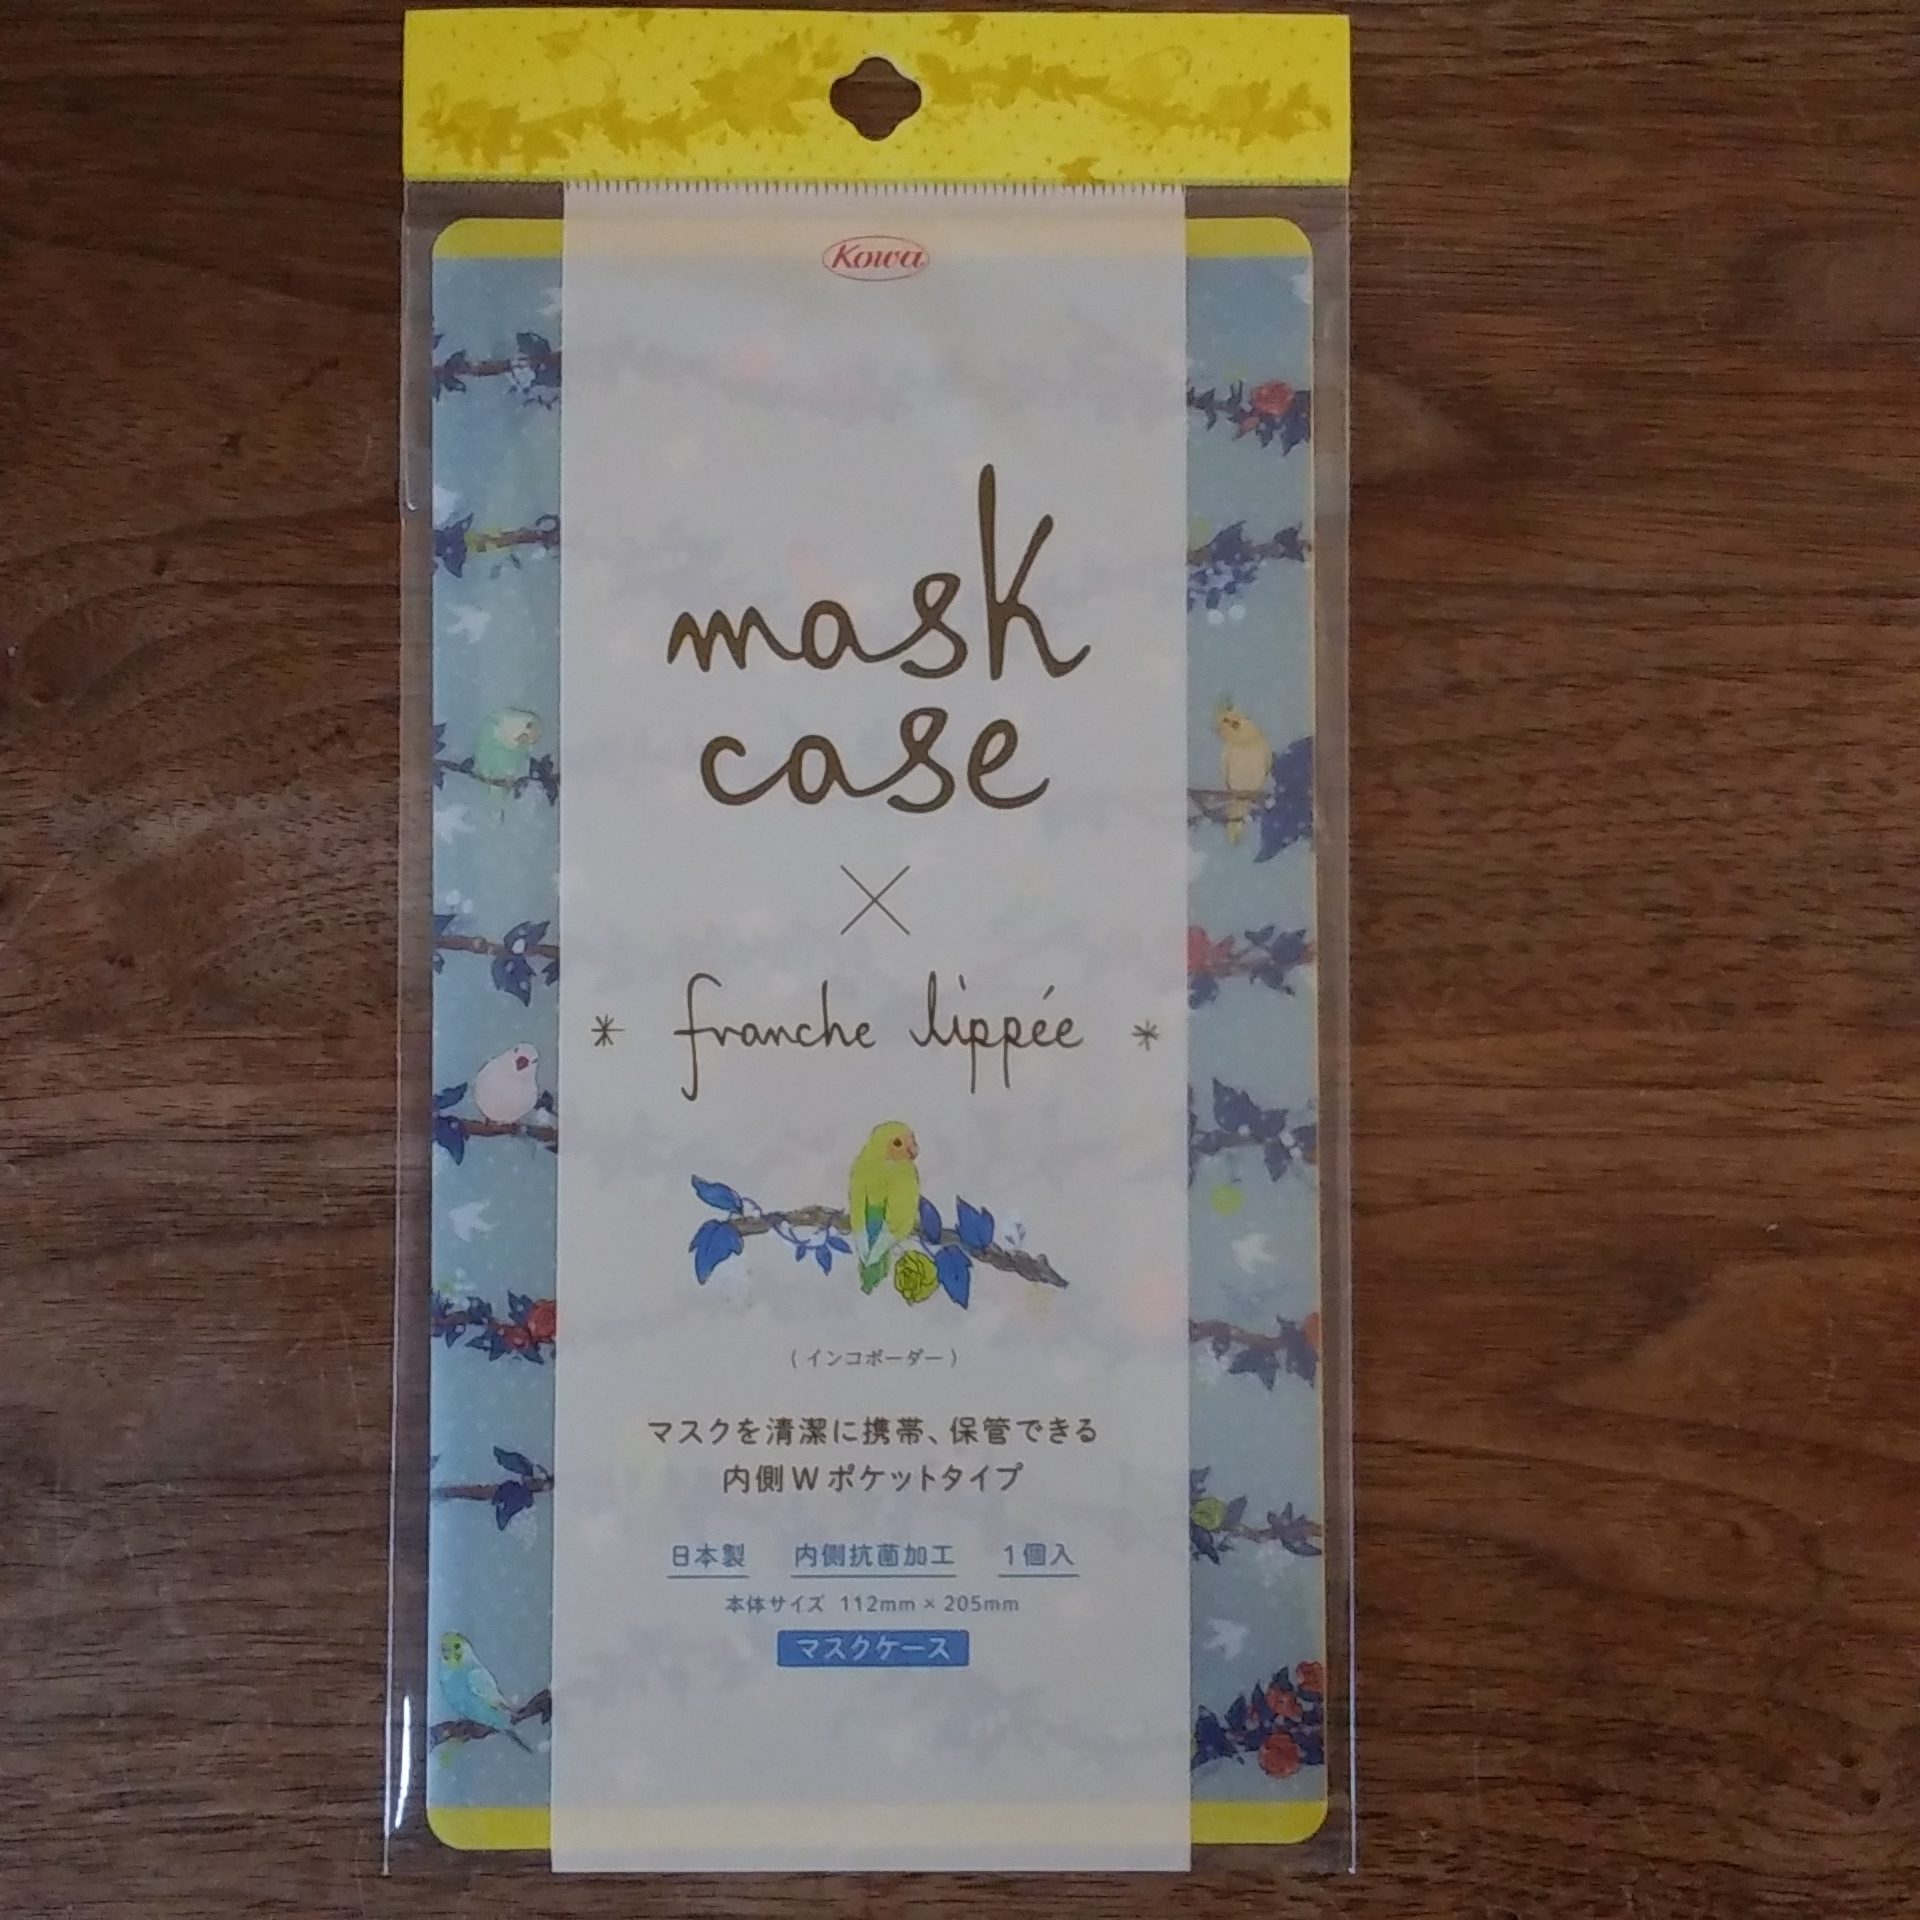 Kowa
mask
case
×
* franche lippée *
(インコボーダー)
マスクを清潔に携帯、保管できる
内側Wポケットタイプ
日本製 内側抗菌加工 1個入
本体サイズ 112mm×205mm
マスクケース